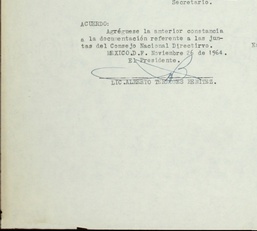 Secretario.
ACUERDO:
Agréguese la anterior constancia
a la documentación referente a las jun-
tas del Consejo Nacional Directivo.
MEXICO, D.F. Noviembre de 1964.
El Presidente.
LIC. ALBERTO